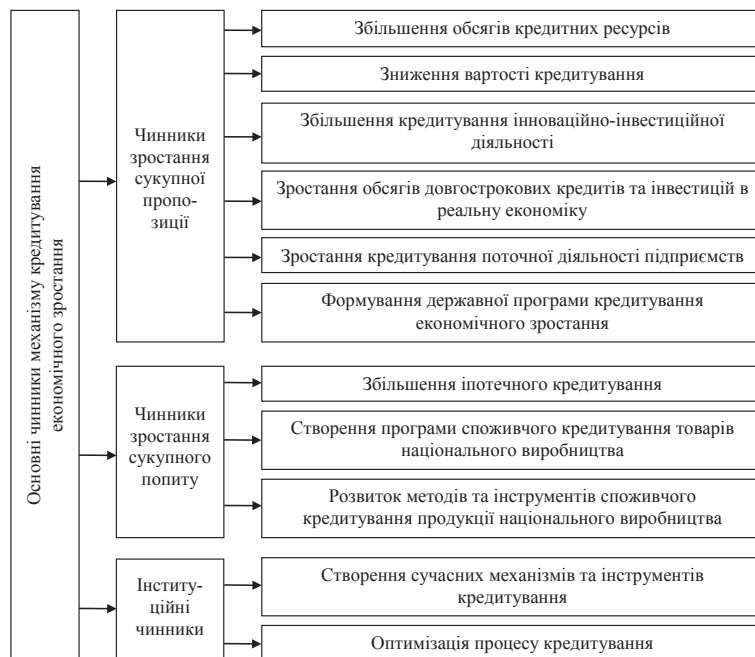 Основні чинники механізму кредитування
економічного зростання
Чинники
зростання
сукупної
пропо-
зиції
Збільшення обсягів кредитних ресурсів
Зниження вартості кредитування
Збільшення кредитування інноваційно-інвестиційної
діяльності
Зростання обсягів довгострокових кредитів та інвестицій в
реальну економіку
Зростання кредитування поточної діяльності підприємств
Формування державної програми кредитування
економічного зростання
Чинники
зростання
сукупного
попиту
Збільшення іпотечного кредитування
Створення програми споживчого кредитування товарів
національного виробництва
Розвиток методів та інструментів споживчого
кредитування продукції національного виробництва
Інститу-
ційні
чинники
Створення сучасних механізмів та інструментів
кредитування
Оптимізація процесу кредитування